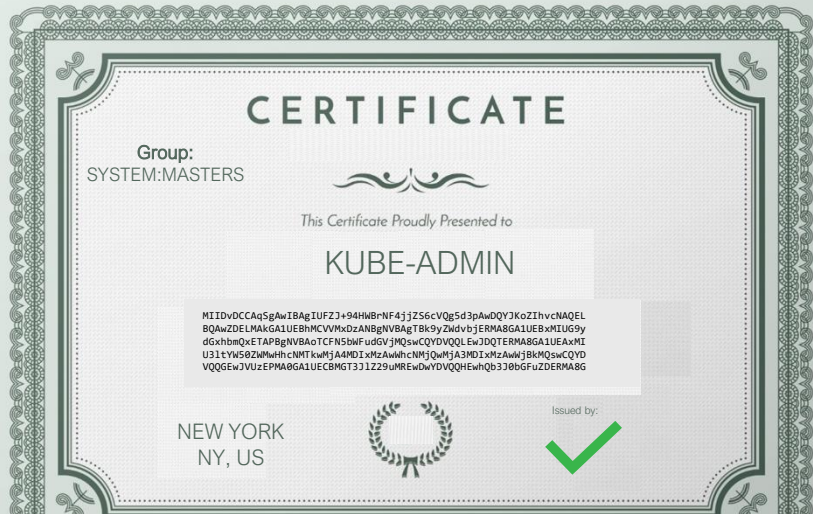 CERTIFICATE
Group:
SYSTEM:MASTERS
This Certificate Proudly Presented to
KUBE-ADMIN
MIIDvDCCAqSgAwIBAgIUFZJ+94HWBrNF4jjZS6cVQg5d3pAwDQYJKoZIhvcNAQEL
BQAwZDELMAkGA1UEBhMCVVMxDzANBgNVBAgTBk9yZWdvbjERMA8GA1UEBxMIUG9y
dGxhbmQxETAPBgNVBAoTCFN5bWFudGVjMQswCQYDVQQLEwJDQTERMA8GA1UEAxMI
U3ltYW50ZWMwHhcNMTkwMjA4MDIxMzAwWhcNMjQwMjA3MDIxMzAwWjBkMQswCQYD
VQQGEwJVUzEPMA0GA1UECBMGT3JlZ29uMREwDwYDVQQHEwhQb3J0bGFuZDERMA8G
NEW YORK
NY, US
Issued by: